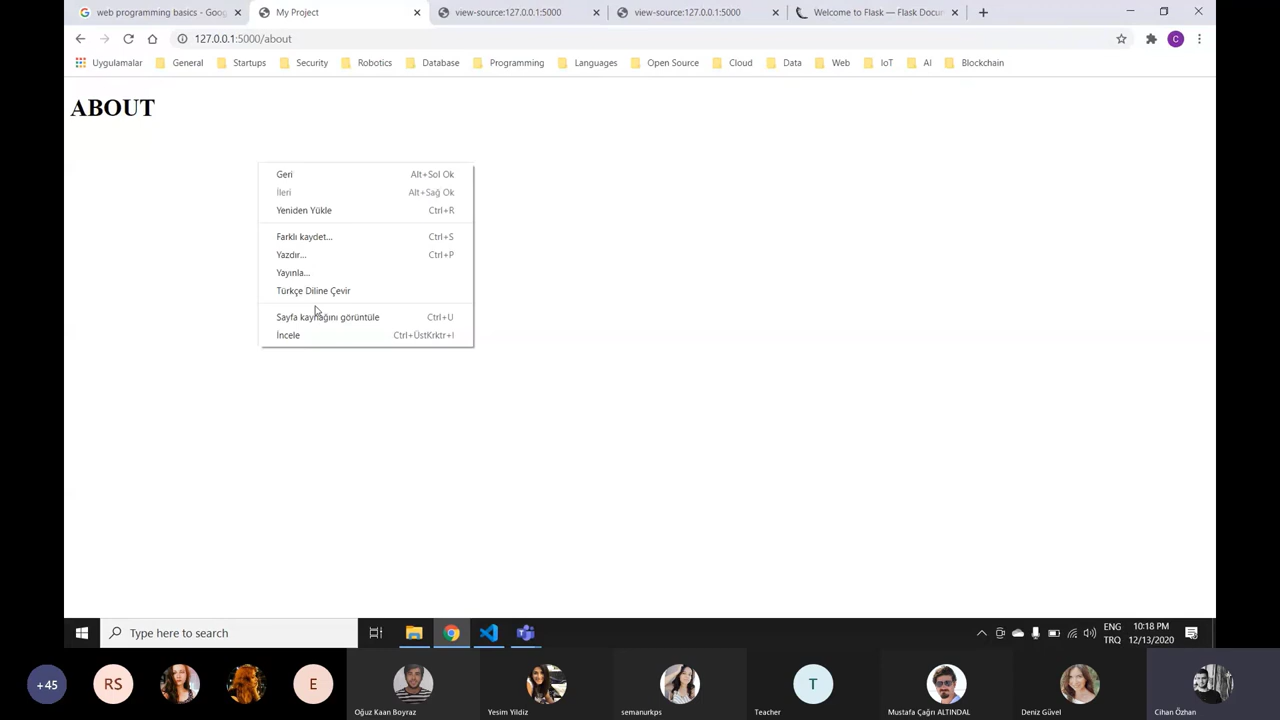 web programming basics - Goog
My Project
view-source:127.0.0.1:5000
view-source:127.0.0.1:5000
Welcome to Flask — Flask Docum
127.0.0.1:5000/about
C
Uygulamalar
General
Startups
Security
Robotics
Database
Programming
Languages
Open Source
Cloud
Data
Web
IoT
AI
Blockchain
ABOUT
Geri Alt+Sol Ok
İleri Alt+Sağ Ok
Yeniden Yükle Ctrl+R
Farklı kaydet... Ctrl+S
Yazdır... Ctrl+P
Yayınla...
Türkçe Diline Çevir
Sayfa kaynağını görüntüle Ctrl+U
İncele Ctrl+ÜstKrktr+I
Type here to search
ENG
TRQ
10:18 PM
12/13/2020
+45
RS
E
T
Oğuz Kaan Boyraz
Yesim Yildiz
semanurkps
Teacher
Mustafa Çağrı ALTINDAL
Deniz Güvel
Cihan Özhan